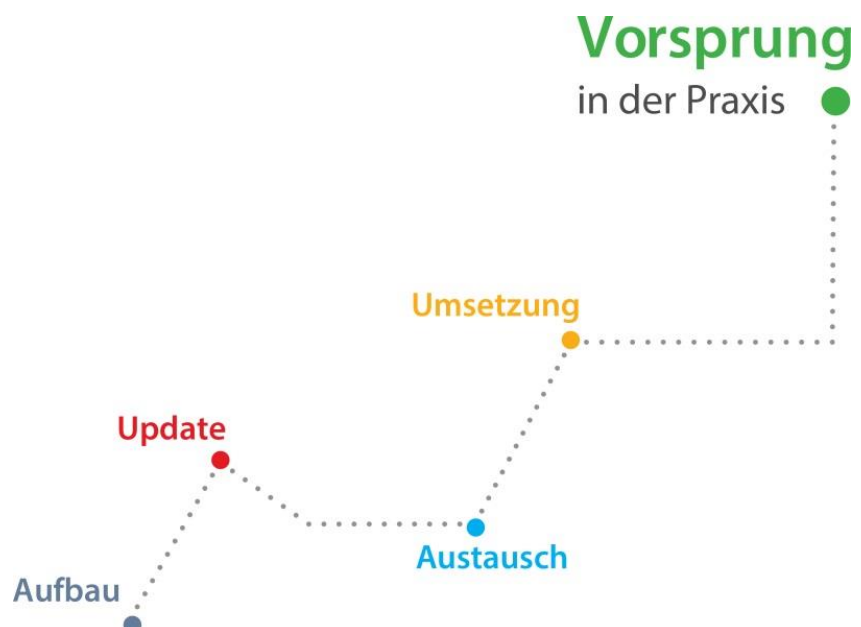 Vorsprung
in der Praxis
Umsetzung
Update
Austausch
Aufbau